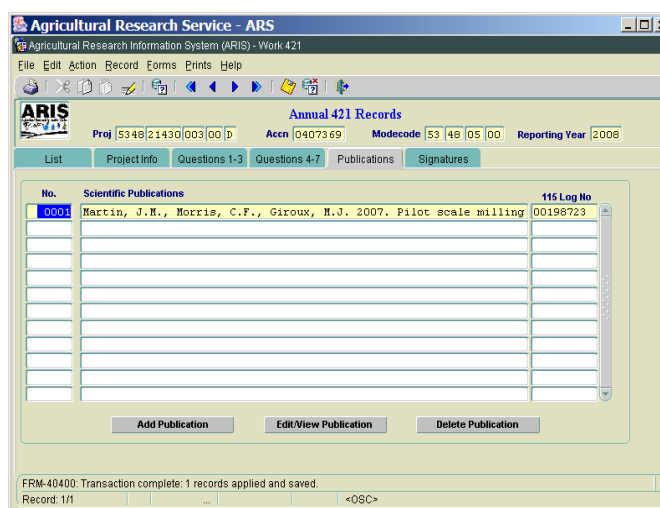 Agricultural Research Service - ARS
Agricultural Research Information System (ARIS) - Work 421
File Edit Action Record Forms Prints Help
ARIS
Annual 421 Records
Proj 5348 21430 003 00 D Accn 0407369 Modecode 53 48 05 00 Reporting Year 2008
List Project Info Questions 1-3 Questions 4-7 Publications Signatures
No. Scientific Publications 115 Log No
0001 Martin, J.M., Morris, C.F., Giroux, M.J. 2007. Pilot scale milling 00198723
Add Publication Edit/View Publication Delete Publication
FRM-40400: Transaction complete: 1 records applied and saved.
Record: 1/1 ... <OSC>